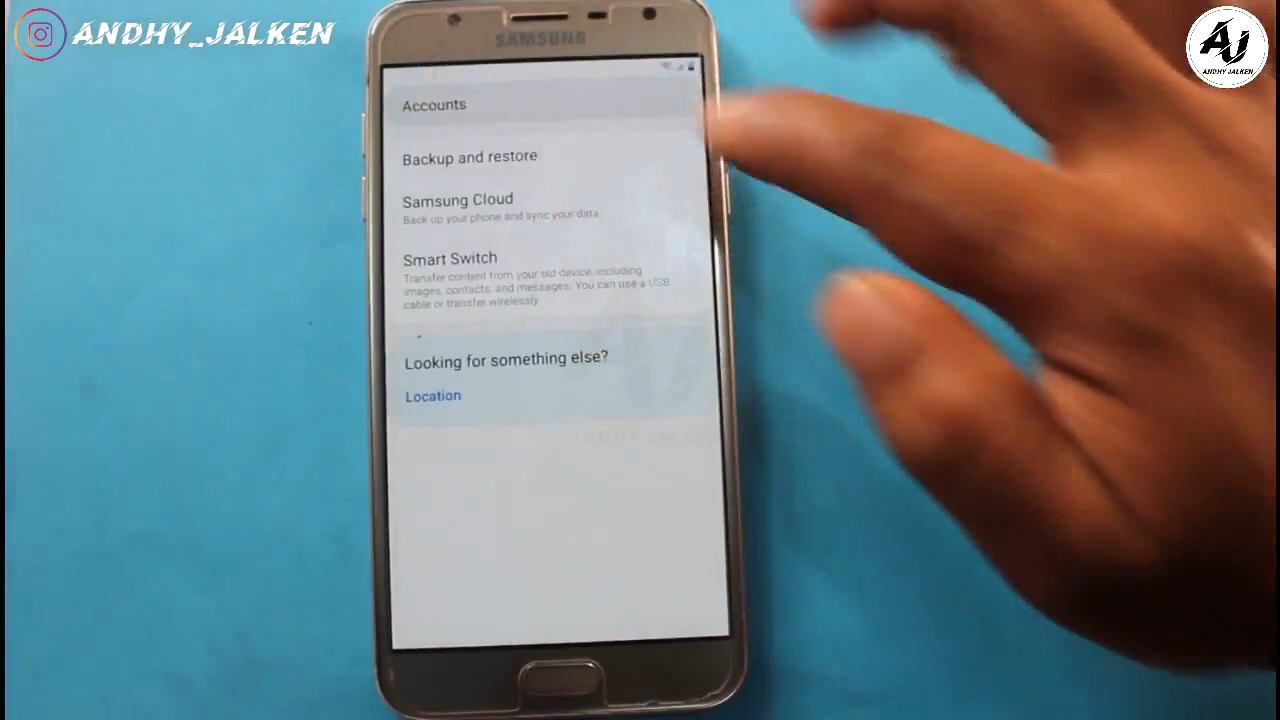 ANDHY_JALKEN
AJ
ANDHY JALKEN
SAMSUNG
Accounts
Backup and restore
Samsung Cloud
Back up your phone and sync your data
Smart Switch
Transfer content from your old device, including
images, contacts, and messages. You can use a USB
cable or transfer wirelessly
Looking for something else?
Location